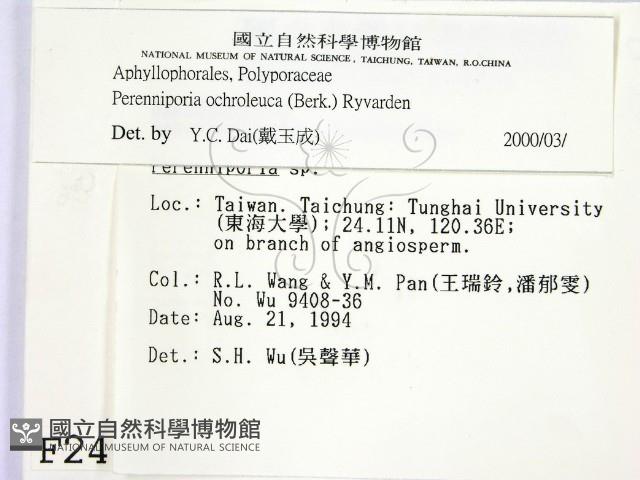 國立自然科學博物館
NATIONAL MUSEUM OF NATURAL SCIENCE, TAICHUNG, TAIWAN, R.O.CHINA
Aphyllophorales, Polyporaceae
Perenniporia ochroleuca (Berk.) Ryvarden
Det. by Y.C. Dai(戴玉成) 2000/03/
Perenniporia sp.
Loc.: Taiwan. Taichung: Tunghai University
(東海大學); 24.11N, 120.36E;
on branch of angiosperm.
Col.: R.L. Wang & Y.M. Pan(王瑞鈴,潘郁雯)
No. Wu 9408-36
Date: Aug. 21, 1994
Det.: S.H. Wu(吳聲華)
國立自然科學博物館
NATIONAL MUSEUM OF NATURAL SCIENCE
F24